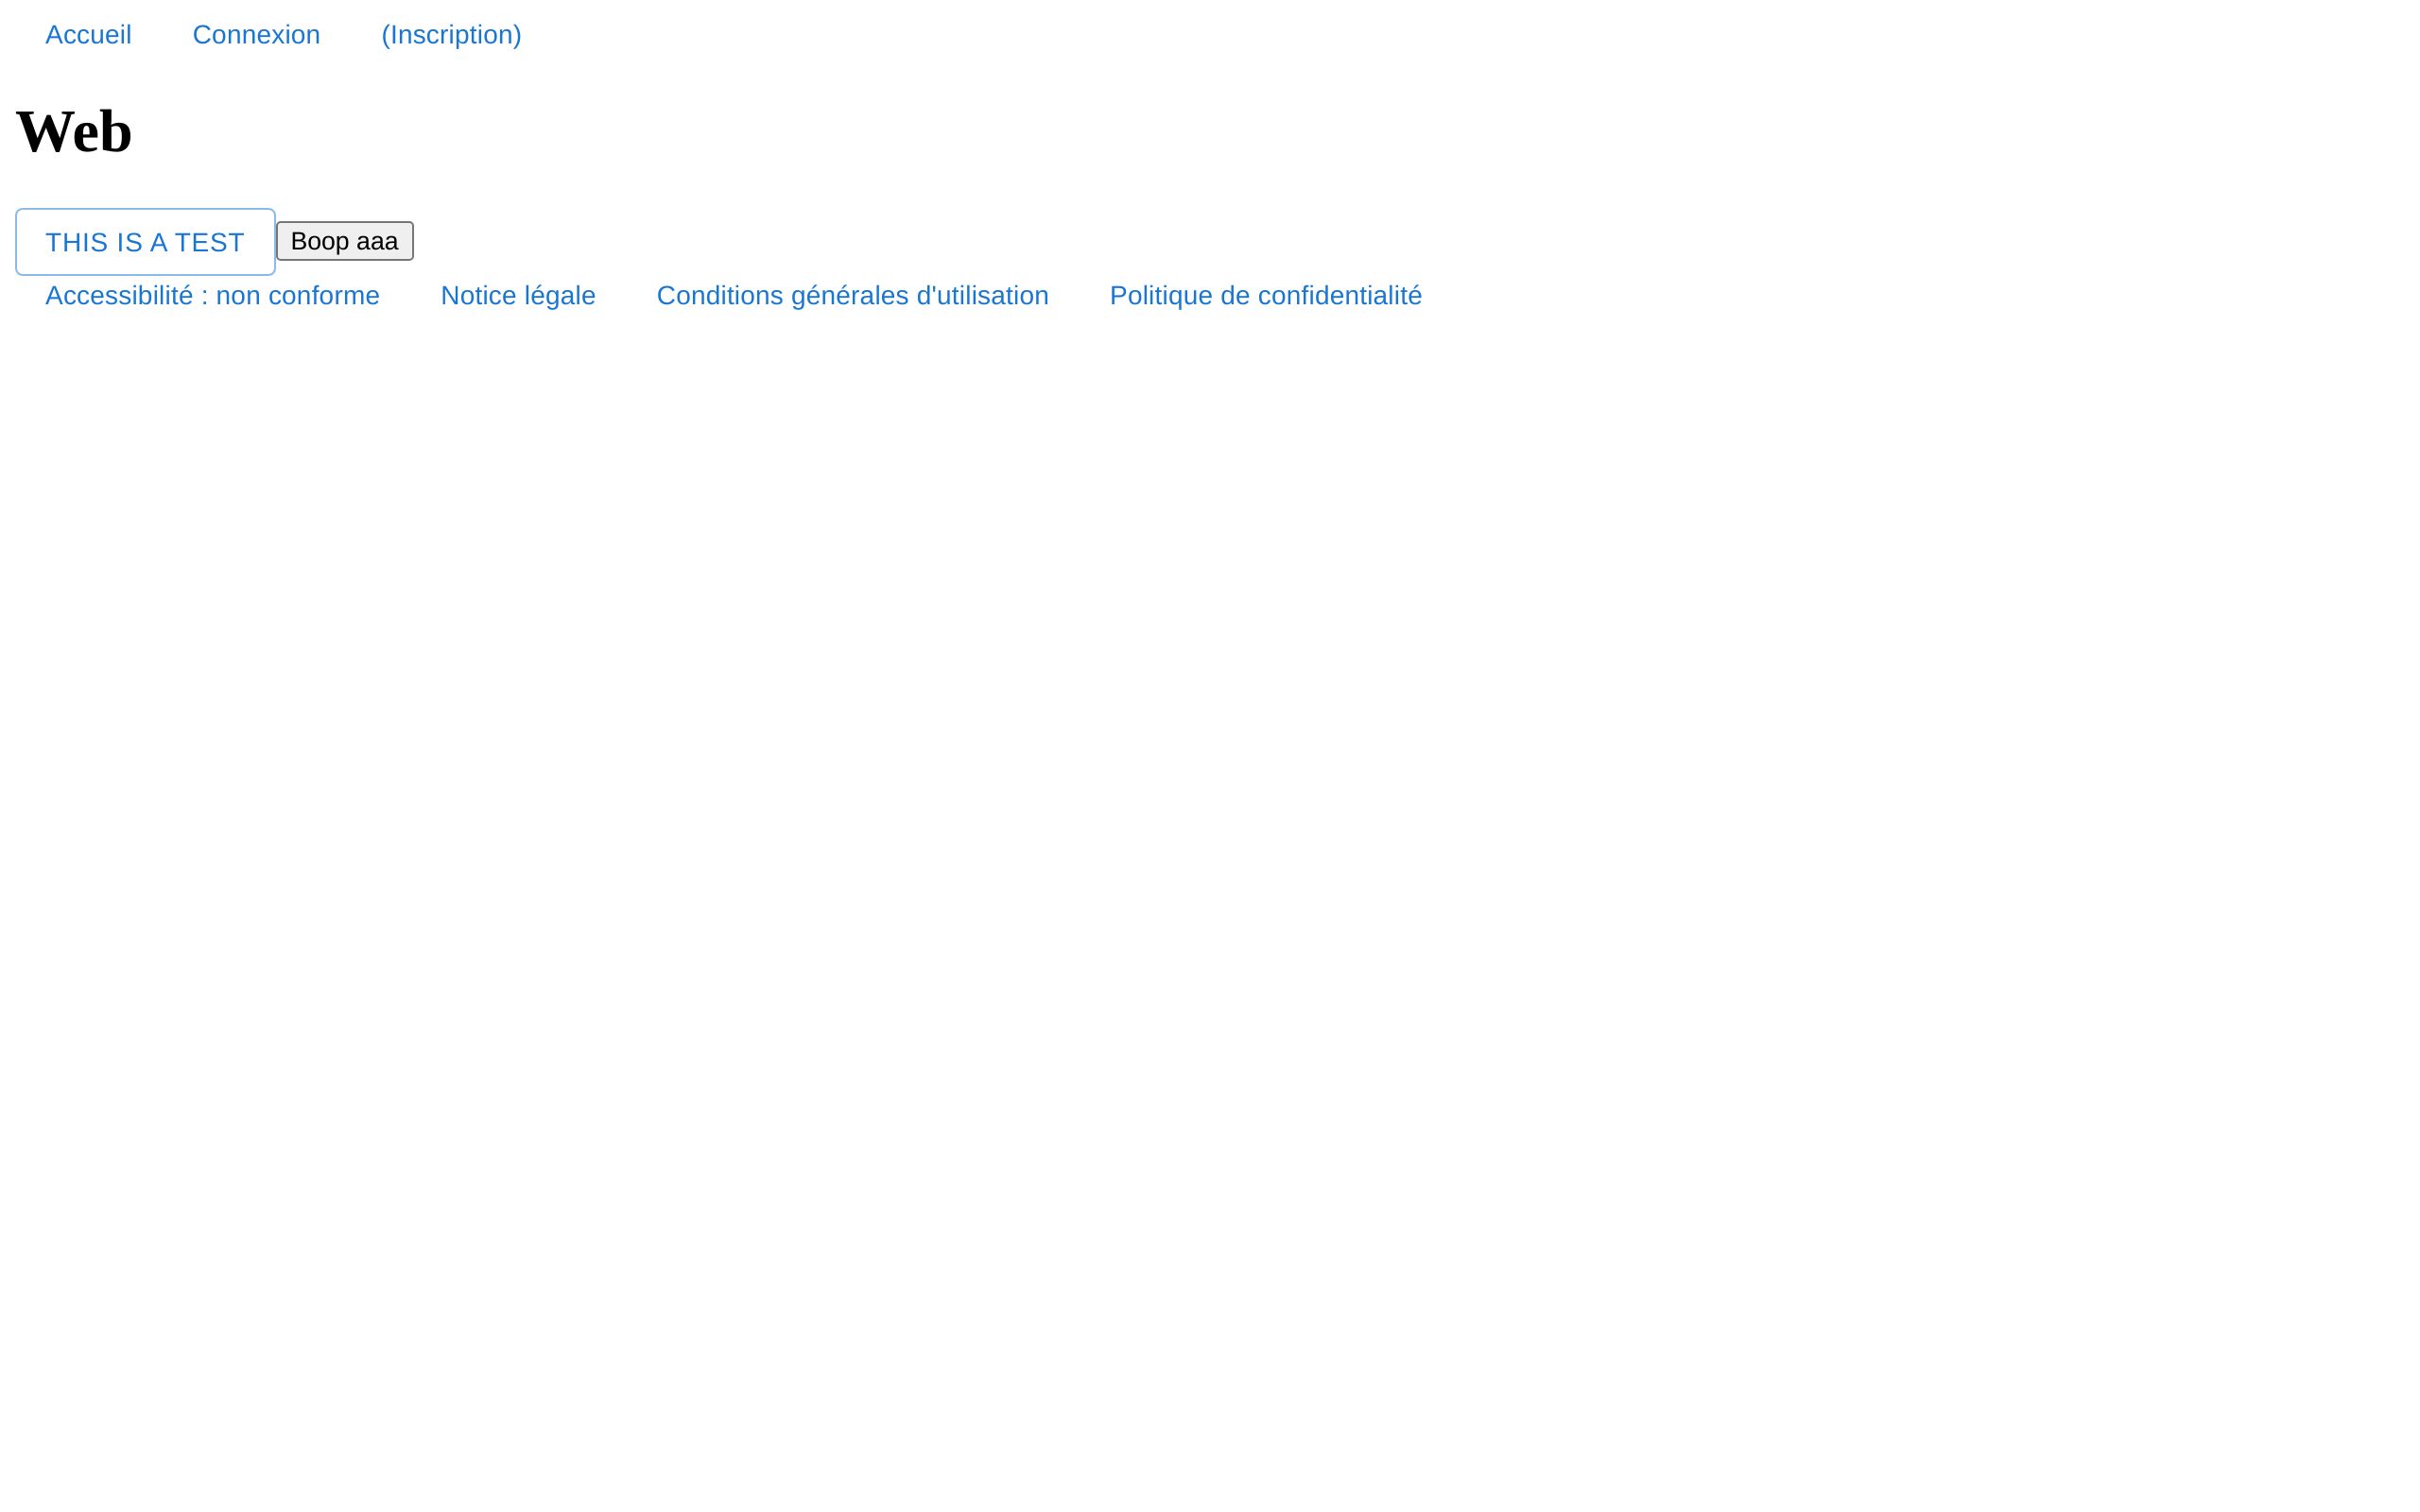 Accueil Connexion (Inscription)
Web
THIS IS A TEST Boop aaa
Accessibilité : non conforme Notice légale Conditions générales d'utilisation Politique de confidentialité